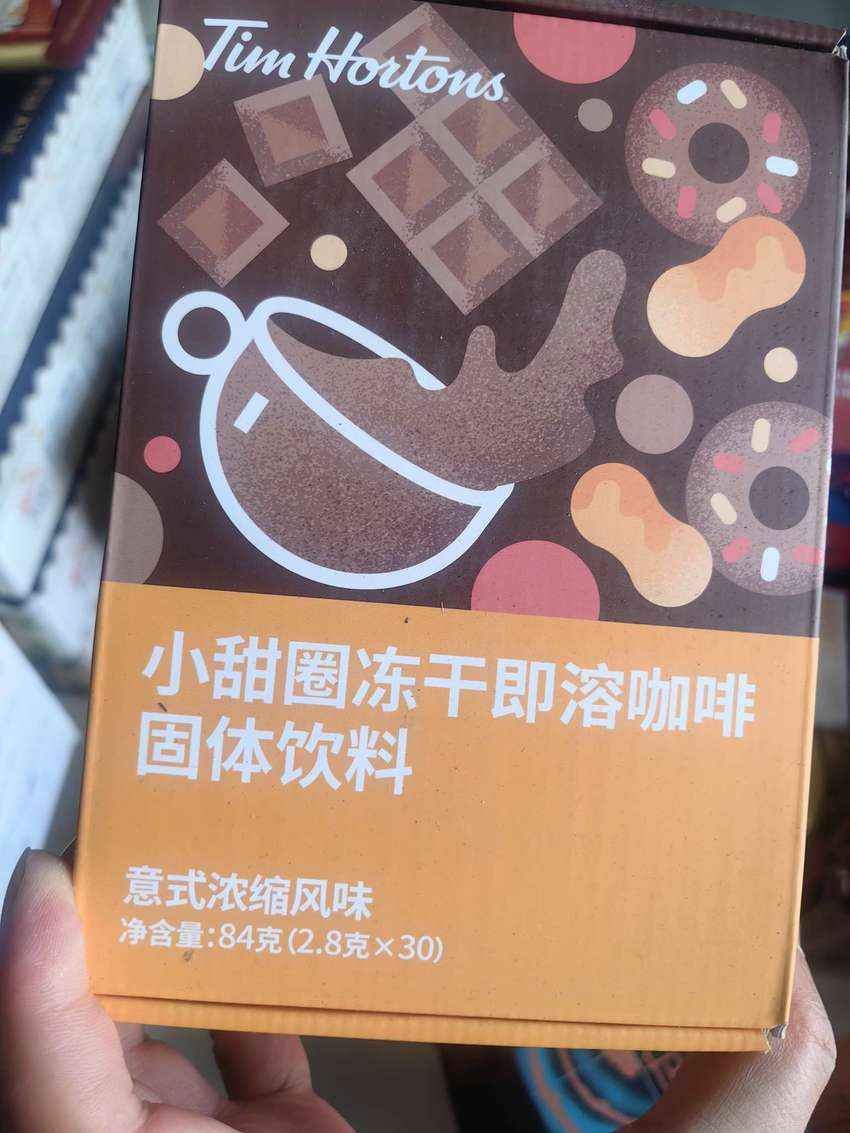 Tim Hortons.
小甜圈冻干即溶咖啡
固体饮料
意式浓缩风味
净含量:84克(2.8克×30)